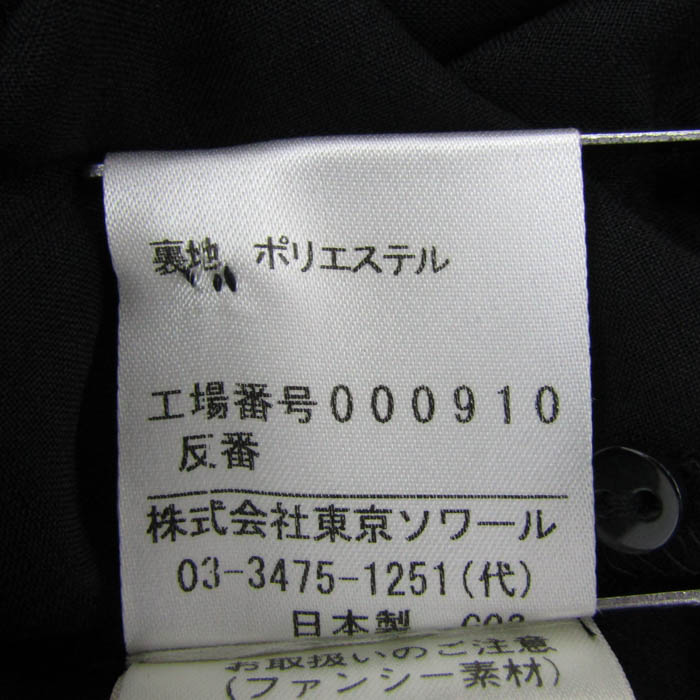 裏地 ポリエステル
工場番号000910
反番
株式会社東京ソワール
03-3475-1251(代)
日本製
お取扱いのご注意
(ファンシー素材)